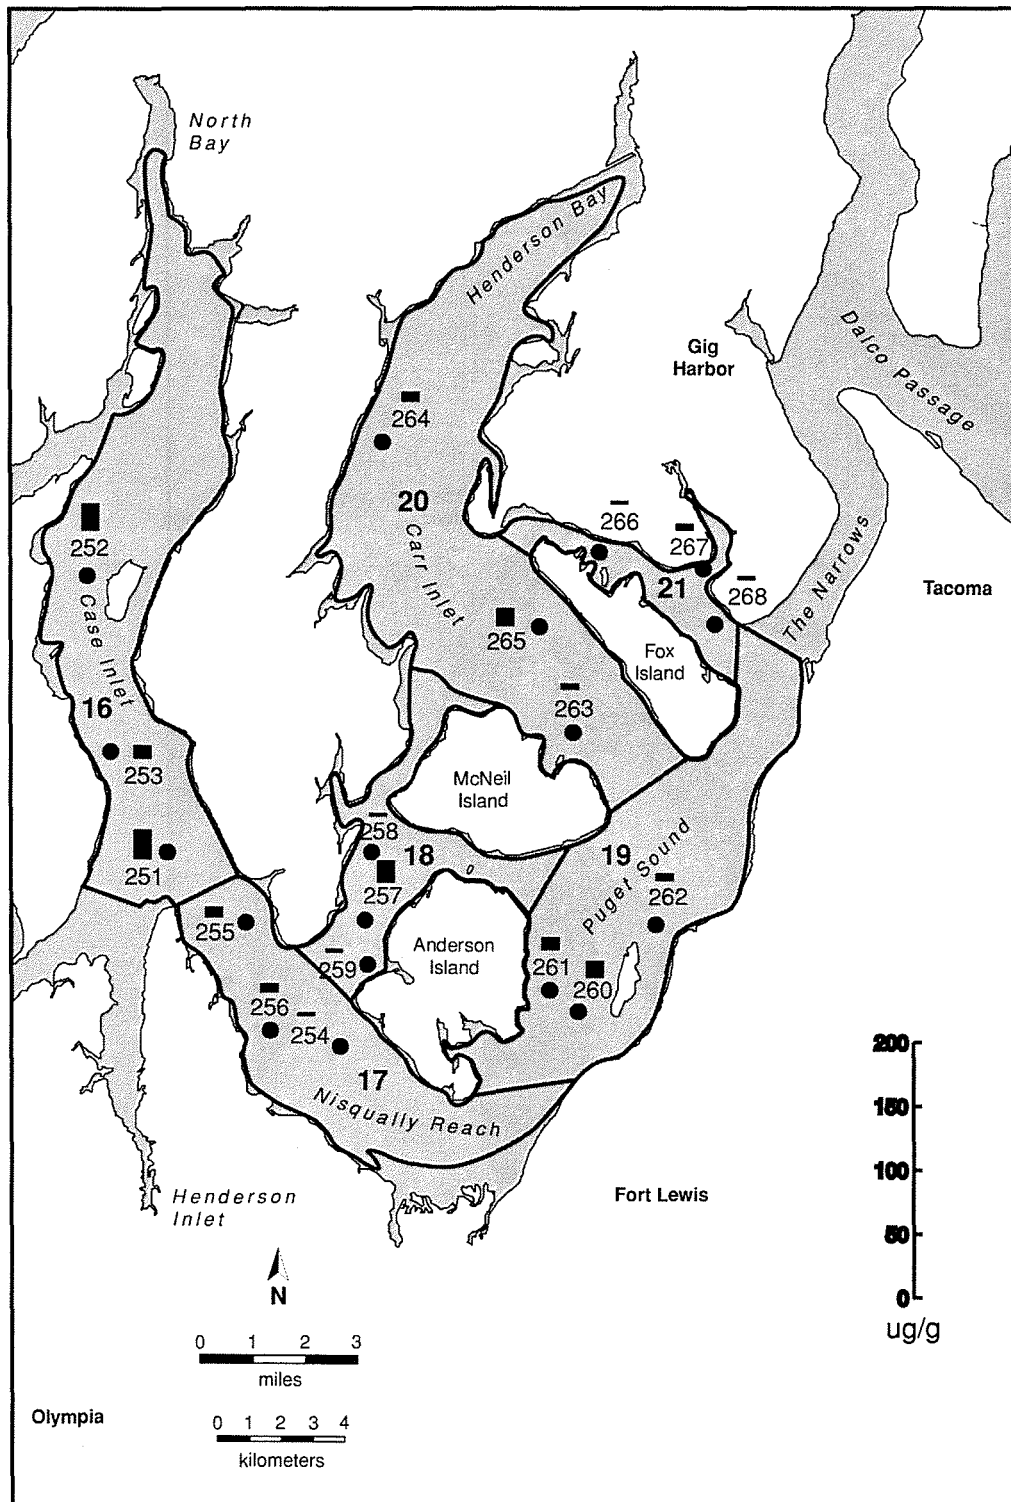 North
Bay
Henderson Bay
Dalco Passage
Gig
Harbor
264
20
252
266
267
268
21
Carr Inlet
The Narrows
Tacoma
Case Inlet
265
Fox
Island
263
16
253
McNeil
Island
258
18
19
Puget Sound
251
257
262
255
Anderson
Island
259
261
260
256
254
17
Nisqually Reach
200
150
100
50
0
ug/g
Henderson
Inlet
Fort Lewis
N
0 1 2 3
miles
Olympia
0 1 2 3 4
kilometers